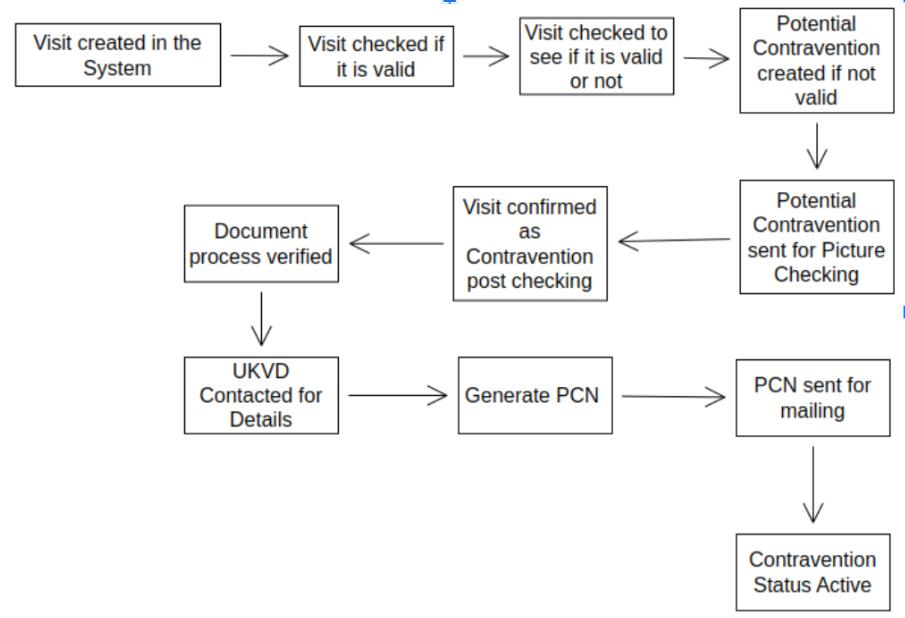 Visit created in the
System
Visit checked if
it is valid
Visit checked to
see if it is valid
or not
Potential
Contravention
created if not
valid
Potential
Contravention
sent for Picture
Checking
Visit confirmed
as
Contravention
post checking
Document
process verified
UKVD
Contacted for
Details
Generate PCN
PCN sent for
mailing
Contravention
Status Active